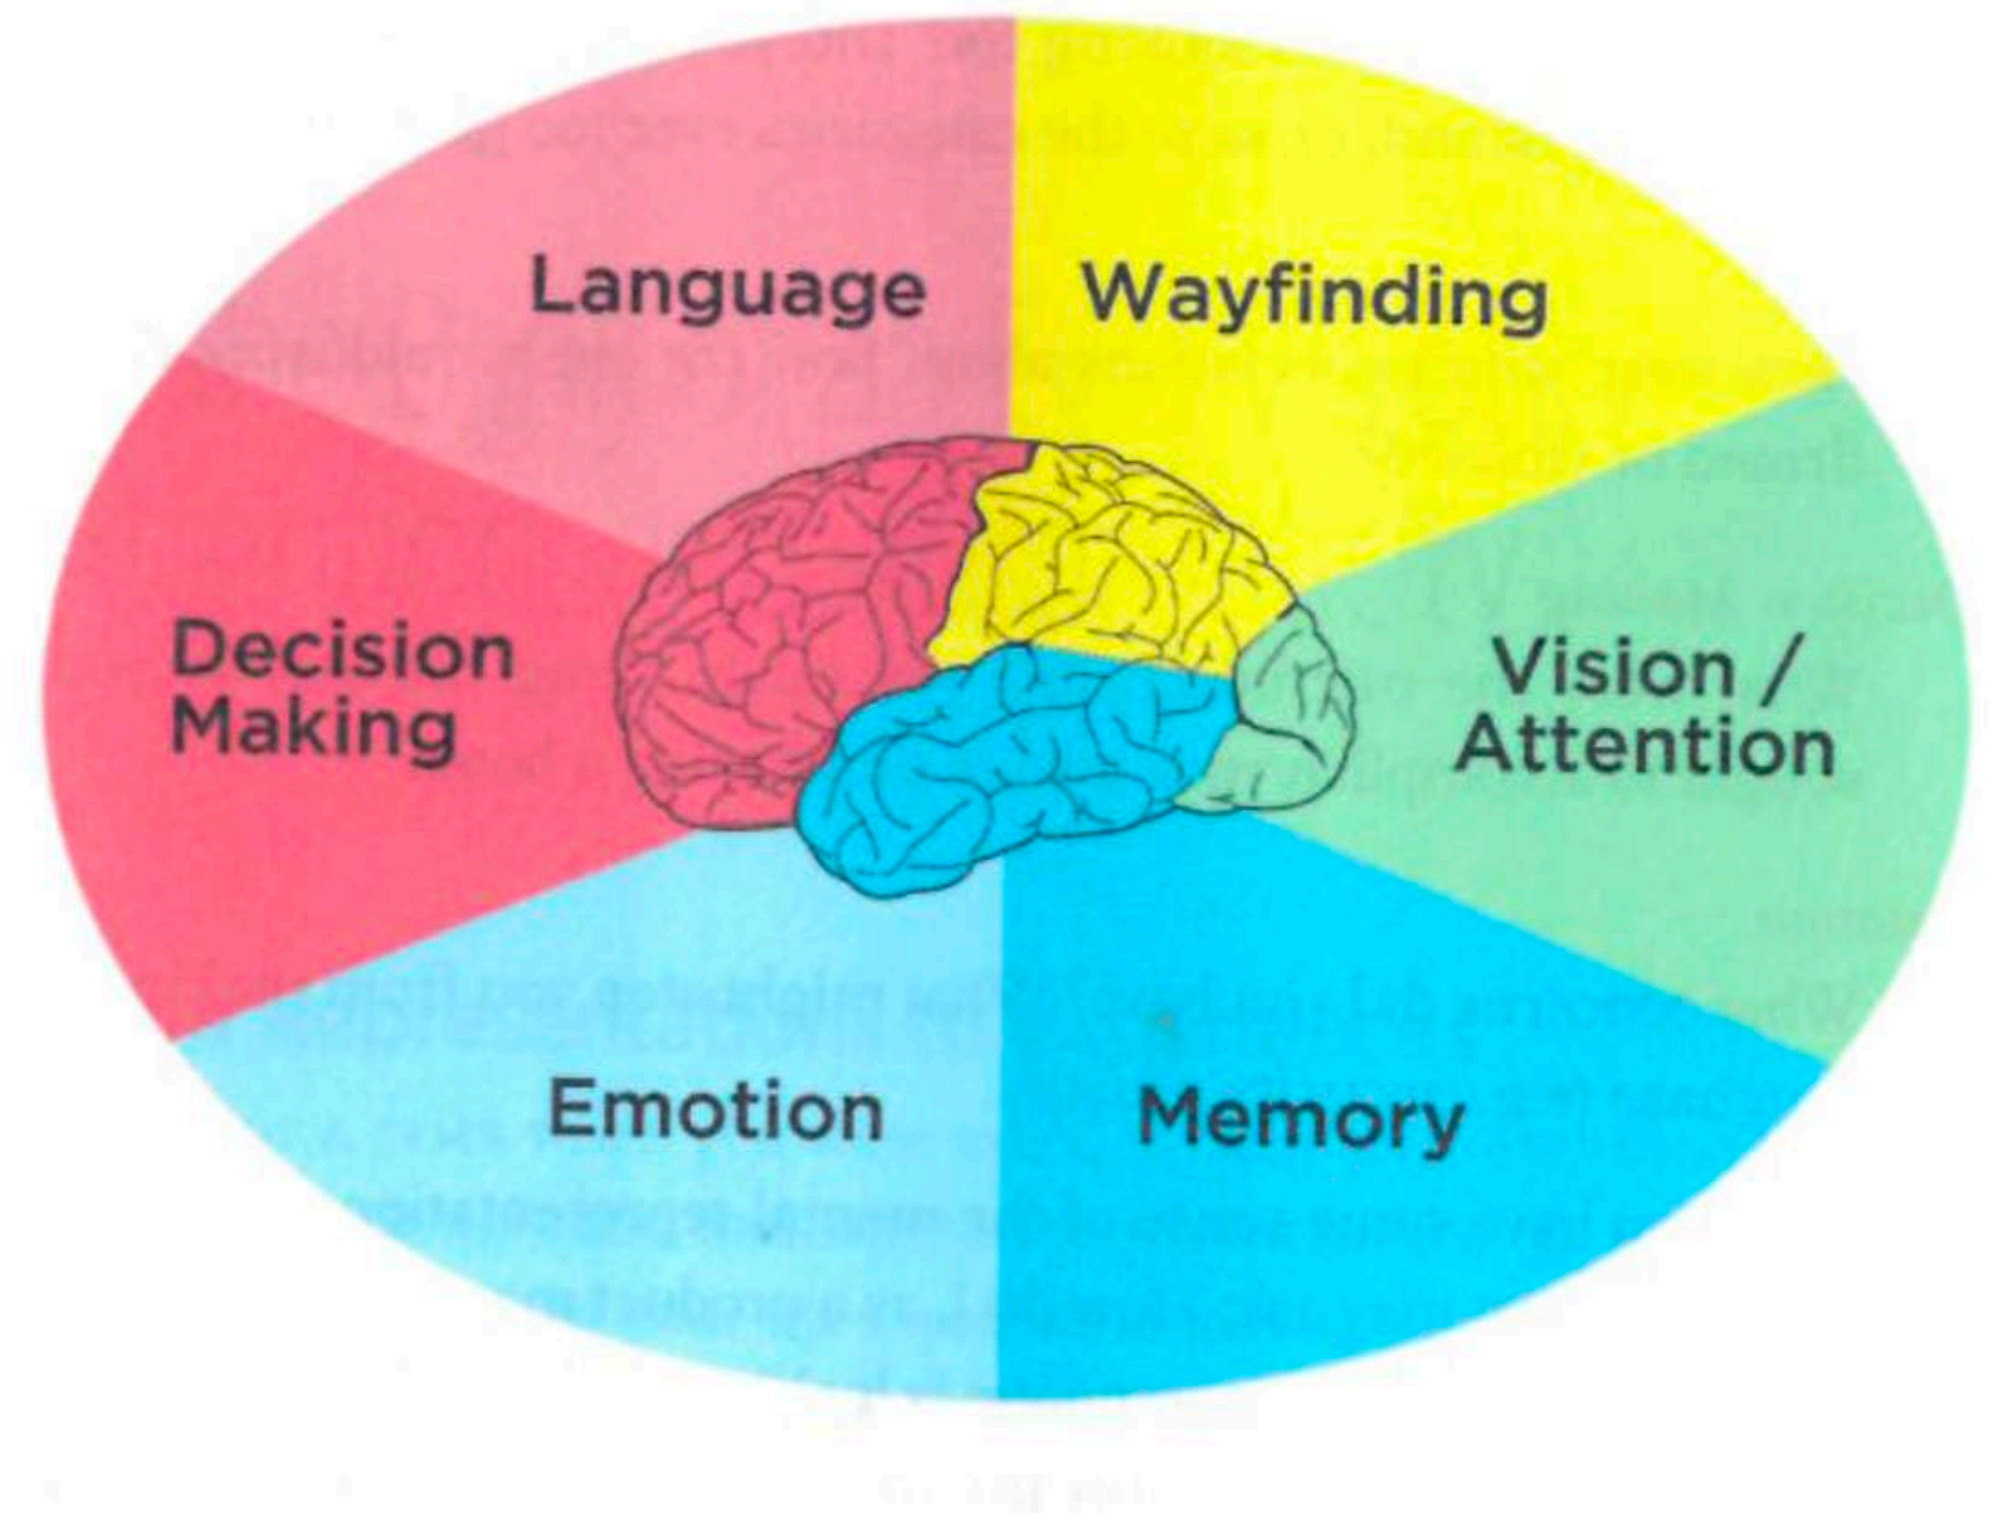 Language
Wayfinding
Decision
Making
Vision /
Attention
Emotion
Memory